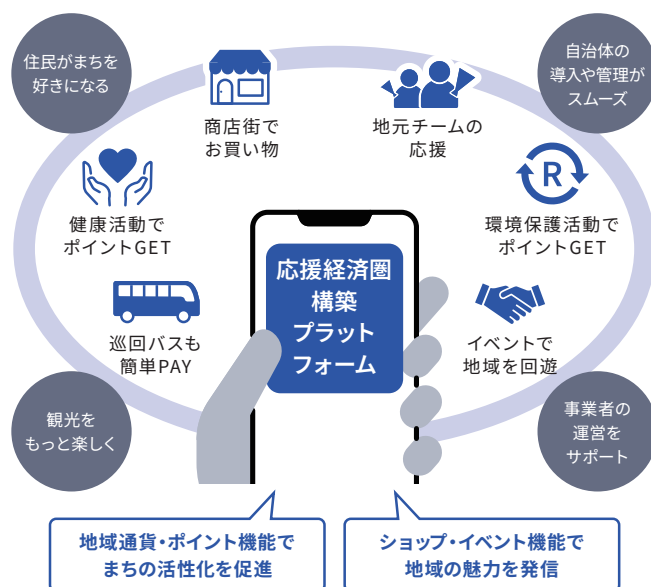 住民がまちを
好きになる
自治体の
導入や管理が
スムーズ
商店街で
お買い物
地元チームの
応援
健康活動で
ポイントGET
R
環境保護活動で
ポイントGET
応援経済圏
構築
プラット
フォーム
巡回バスも
簡単PAY
イベントで
地域を回遊
観光を
もっと楽しく
事業者の
運営を
サポート
地域通貨・ポイント機能で
まちの活性化を促進
ショップ・イベント機能で
地域の魅力を発信